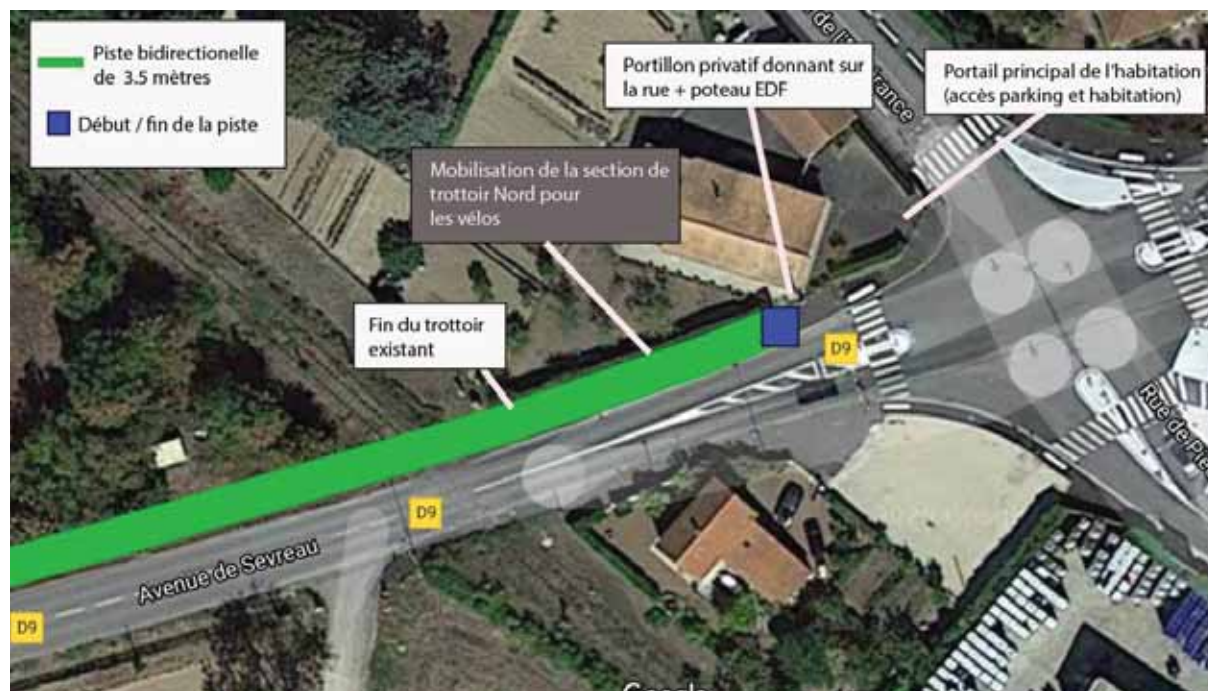 Piste bidirectionelle
de 3.5 mètres
Début / fin de la piste
Portillon privatif donnant sur
la rue + poteau EDF
Portail principal de l'habitation
(accès parking et habitation)
Mobilisation de la section de
trottoir Nord pour
les vélos
Fin du trottoir
existant
D9
D9
Avenue de Sevreau
D9
Rue de